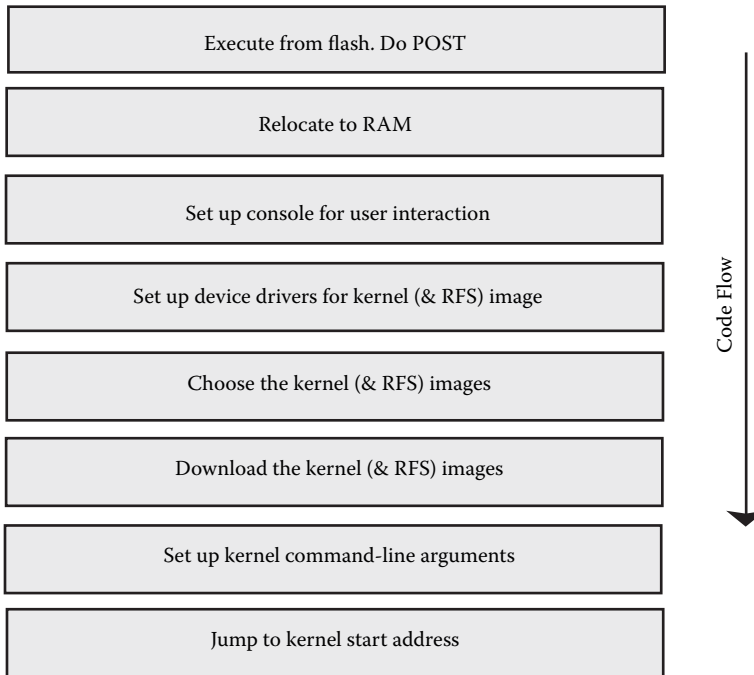 Execute from flash. Do POST
Relocate to RAM
Set up console for user interaction
Set up device drivers for kernel (& RFS) image
Choose the kernel (& RFS) images
Download the kernel (& RFS) images
Set up kernel command-line arguments
Jump to kernel start address
Code Flow